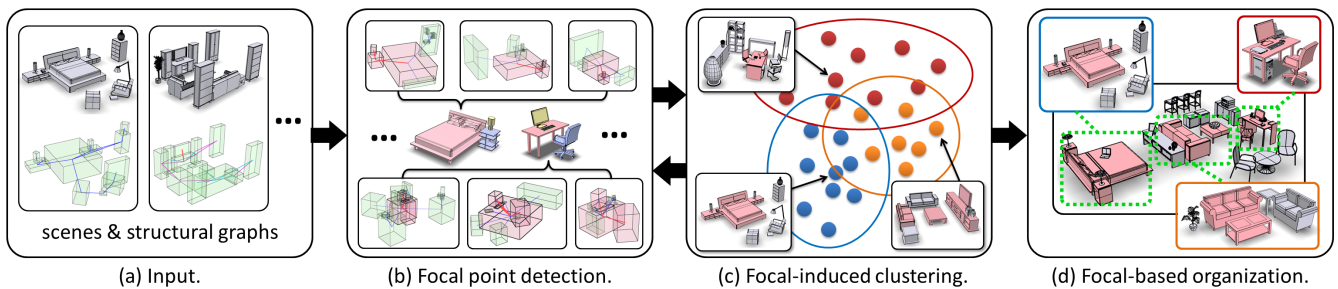 scenes & structural graphs
(a) Input.
(b) Focal point detection.
(c) Focal-induced clustering.
(d) Focal-based organization.